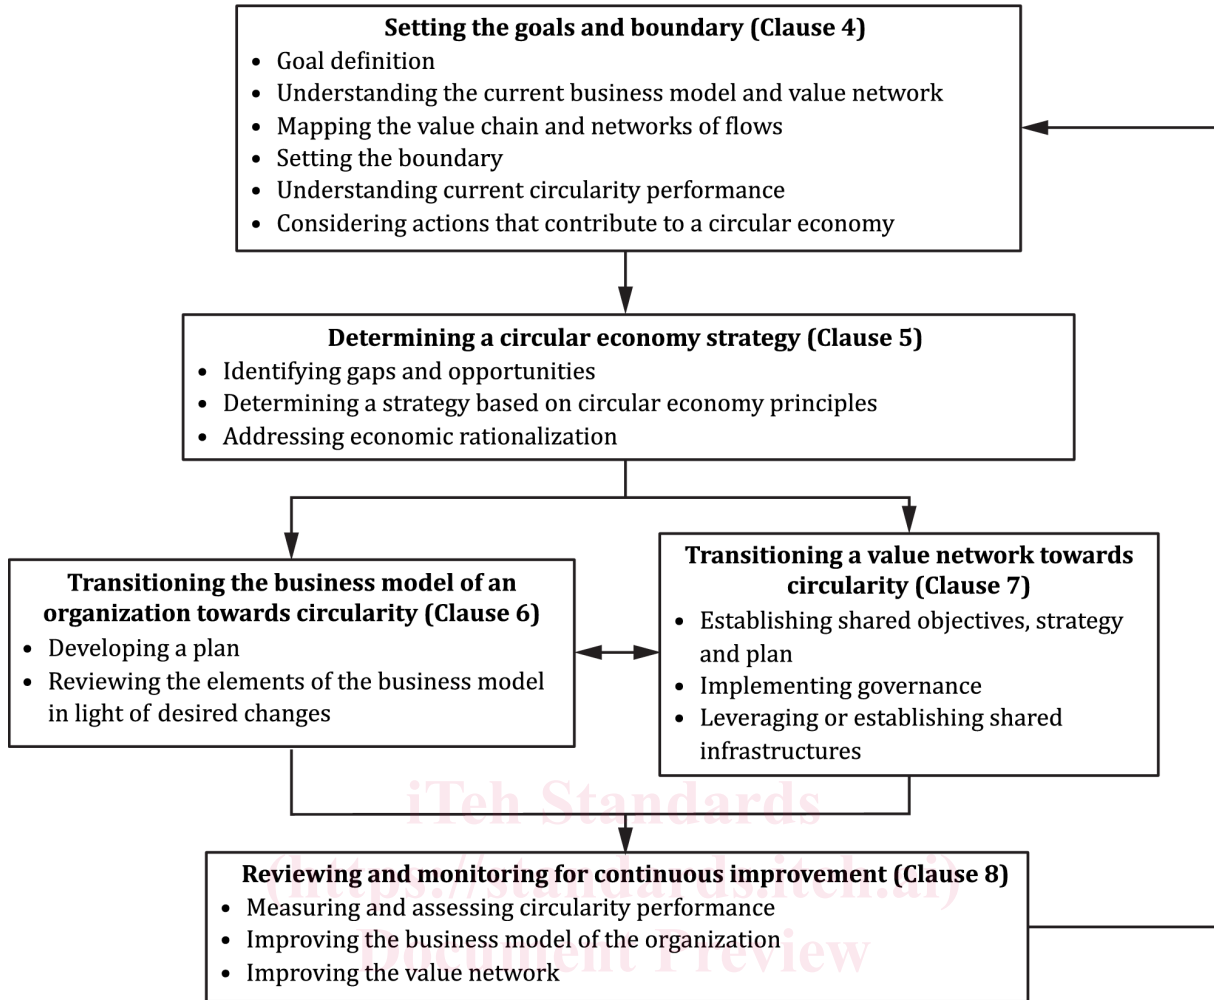 Setting the goals and boundary (Clause 4)
• Goal definition
• Understanding the current business model and value network
• Mapping the value chain and networks of flows
• Setting the boundary
• Understanding current circularity performance
• Considering actions that contribute to a circular economy
Determining a circular economy strategy (Clause 5)
• Identifying gaps and opportunities
• Determining a strategy based on circular economy principles
• Addressing economic rationalization
Transitioning the business model of an
organization towards circularity (Clause 6)
• Developing a plan
• Reviewing the elements of the business model
in light of desired changes
Transitioning a value network towards
circularity (Clause 7)
• Establishing shared objectives, strategy
and plan
• Implementing governance
• Leveraging or establishing shared
infrastructures
iTeh Standards
(https://standards.iteh.ai)
Document Preview
Reviewing and monitoring for continuous improvement (Clause 8)
• Measuring and assessing circularity performance
• Improving the business model of the organization
• Improving the value network